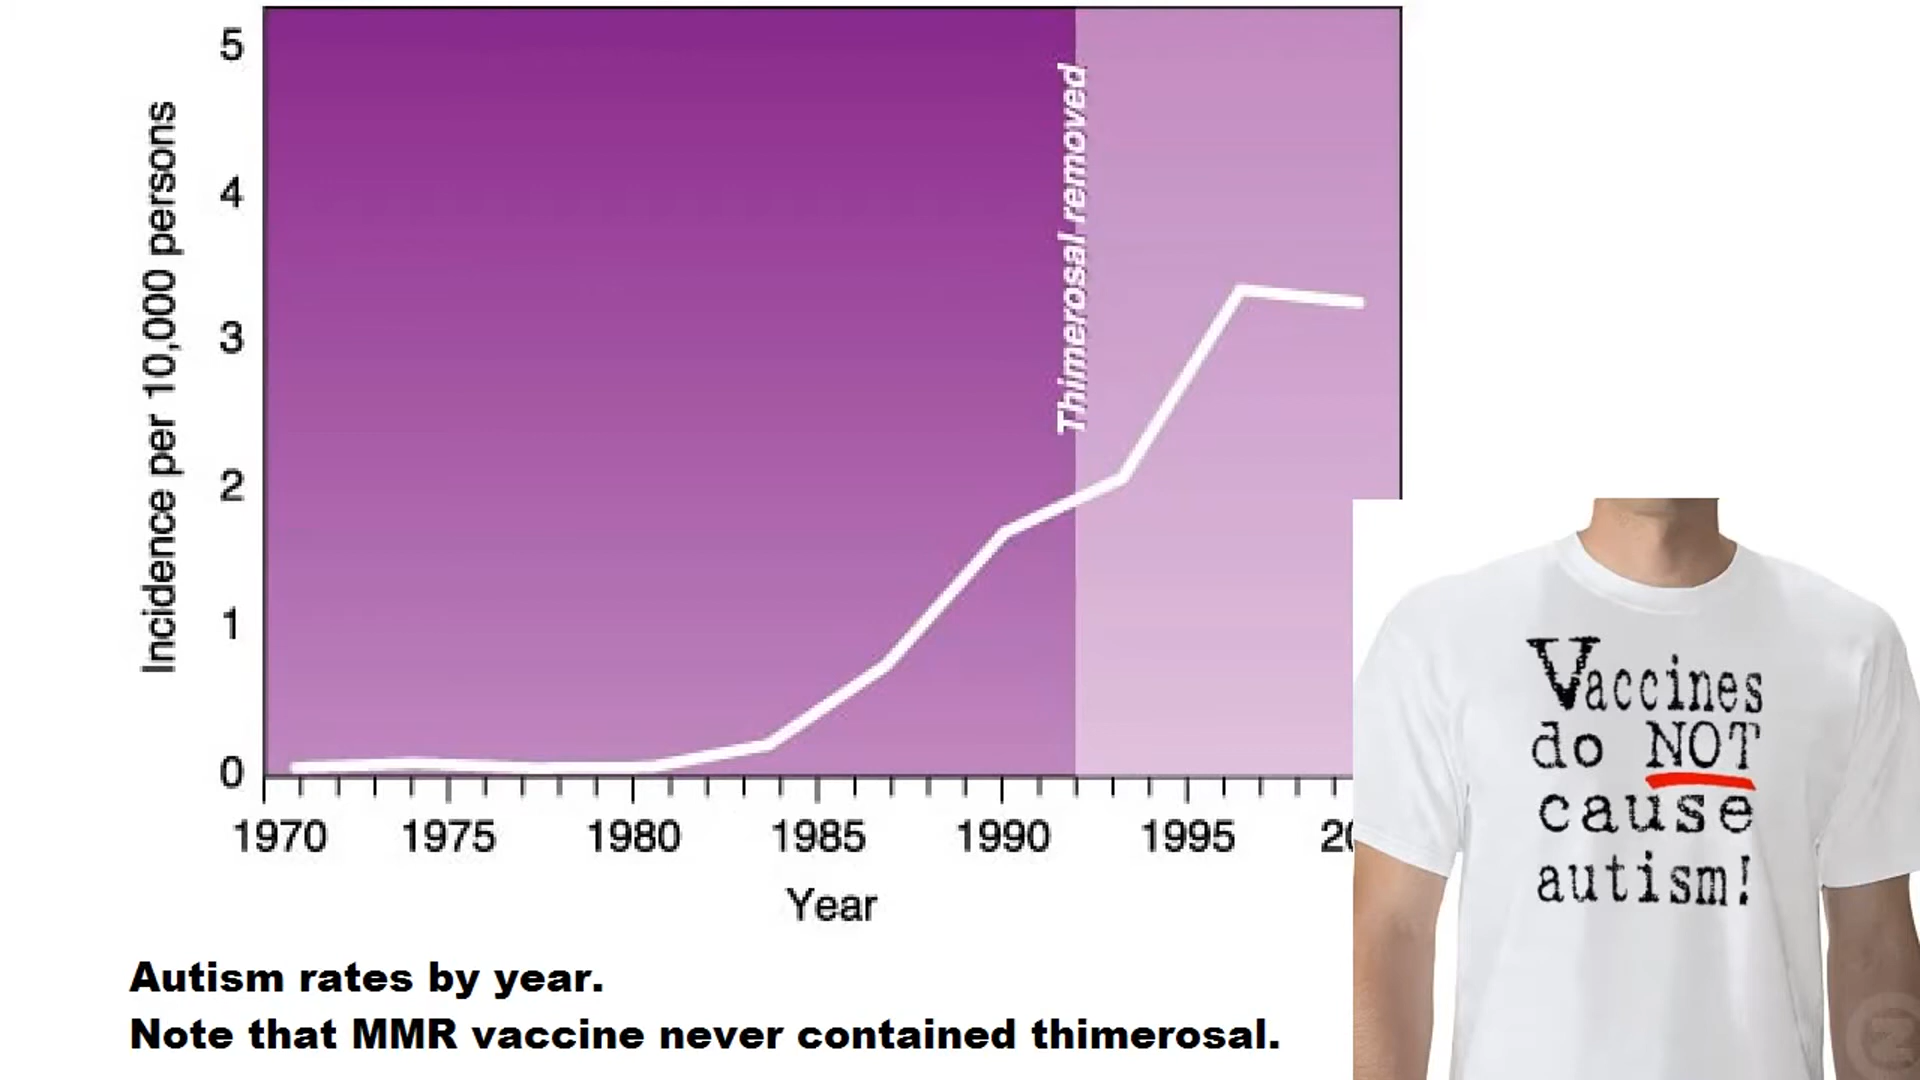 Incidence per 10,000 persons
5
4
3
2
1
0
Thimerosal removed
1970 1975 1980 1985 1990 1995
Year
Autism rates by year.
Note that MMR vaccine never contained thimerosal.
Vaccines
do NOT
cause
autism!